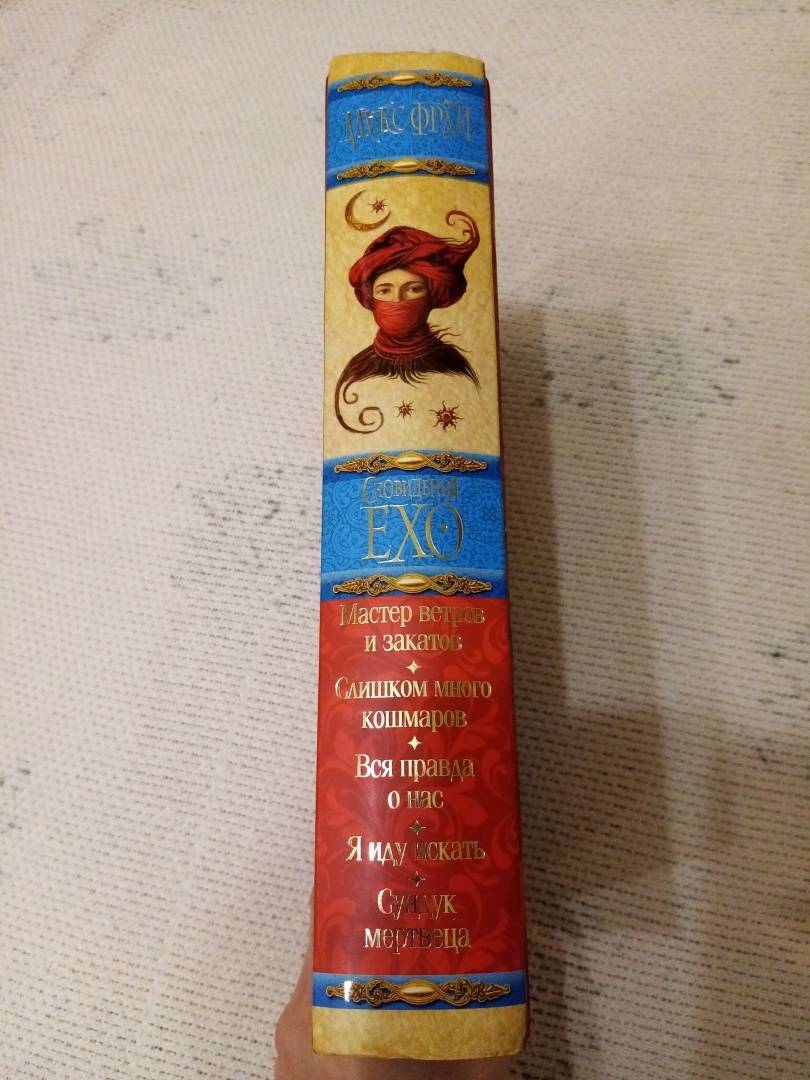 МАКС ФРАЙ
Сновидения
ЕХО
Мастер ветров
и закатов
Слишком много
кошмаров
Вся правда
о нас
Я иду искать
Сундук
мертвеца